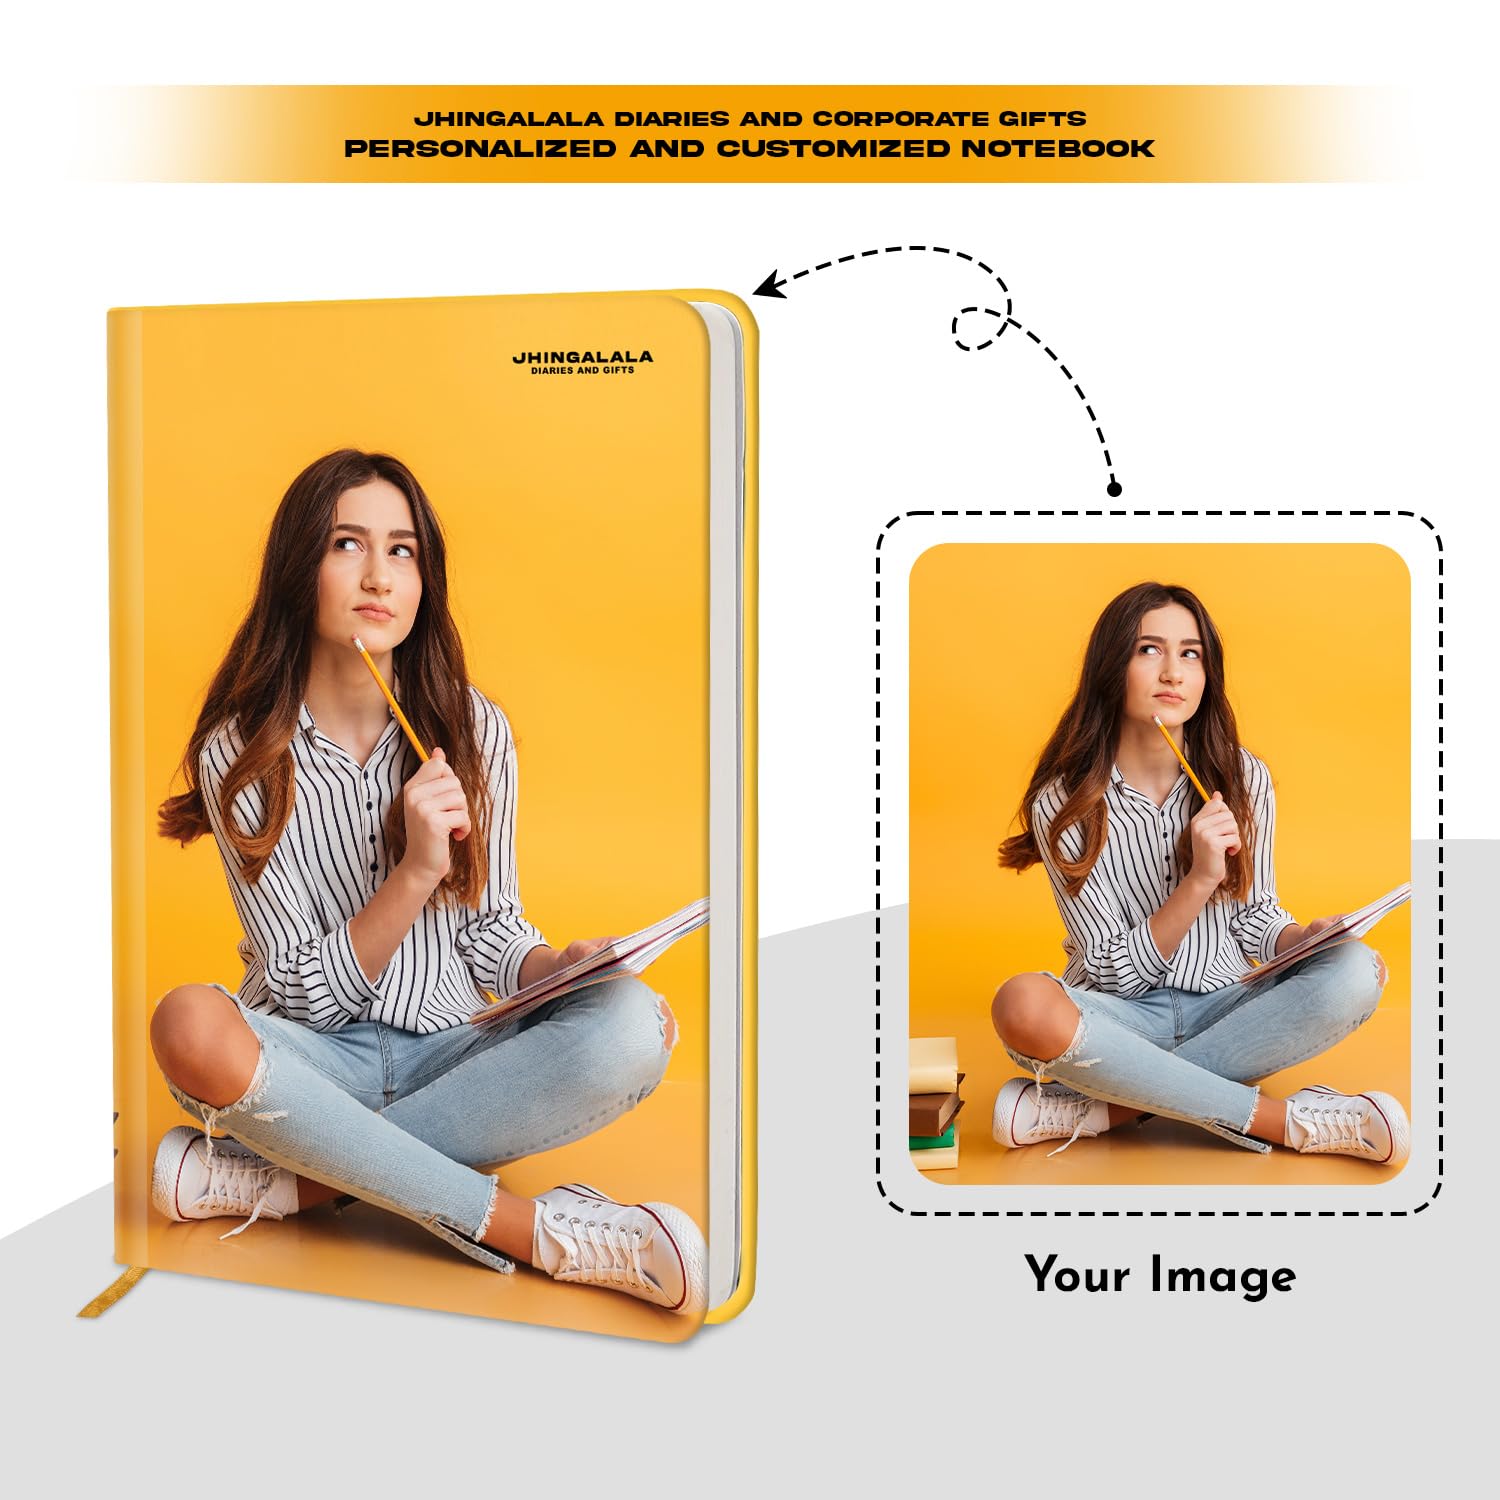 JHINGALALA DIARIES AND CORPORATE GIFTS
PERSONALIZED AND CUSTOMIZED NOTEBOOK
JHINGALALA
DIARIES AND GIFTS
Your Image